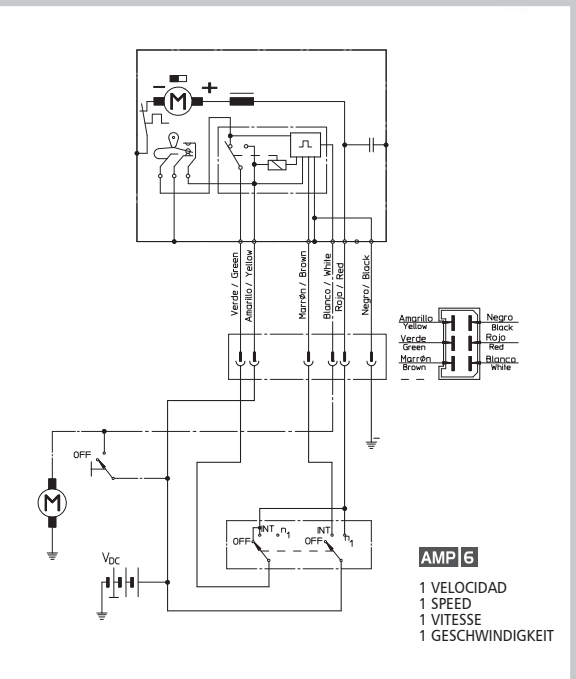 −
M
+
Verde / Green
Amarillo / Yellow
MarrØn / Brown
Blanco / White
Rojo / Red
Negro/ Black
Amarillo
Yellow
Negro
Black
Verde
Green
Rojo
Red
MarrØn
Brown
Blanco
White
OFF
M
−
INT
n1
OFF
INT
n1
OFF
VDC
AMP 6
1 VELOCIDAD
1 SPEED
1 VITESSE
1 GESCHWINDIGKEIT